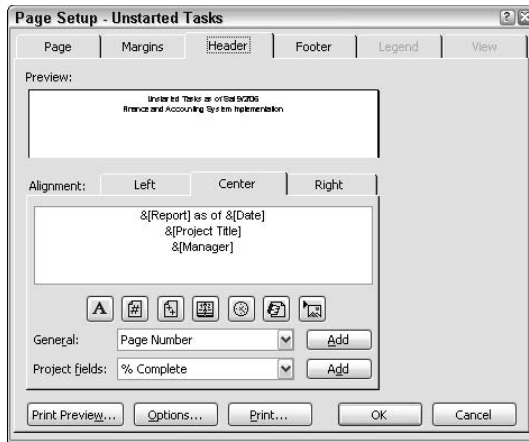 Page Setup - Unstarted Tasks
Page Margins Header Footer Legend View
Preview:
Unstarted Tasks as of Sat 9/2/06
Finance and Accounting System Implementation
Alignment: Left Center Right
&[Report] as of &[Date]
&[Project Title]
&[Manager]
A
General: Page Number Add
Project fields: % Complete Add
Print Preview... Options... Print... OK Cancel